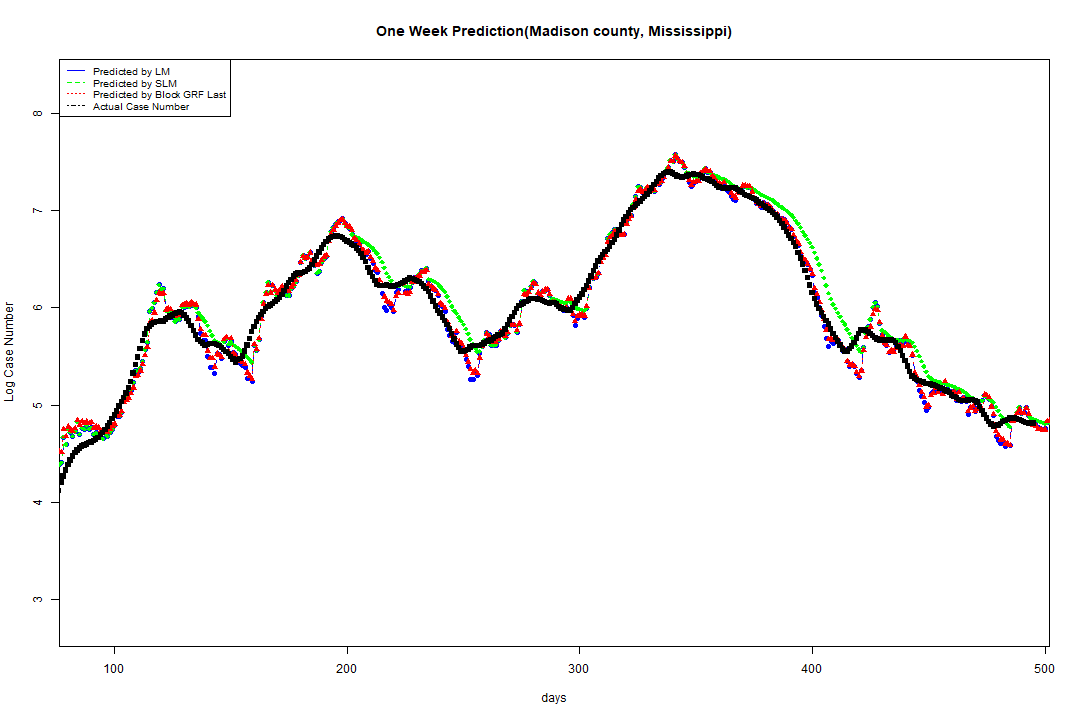 One Week Prediction(Madison county, Mississippi)
Predicted by LM
Predicted by SLM
Predicted by Block GRF Last
Actual Case Number
8
7
6
5
4
3
Log Case Number
100 200 300 400 500
days